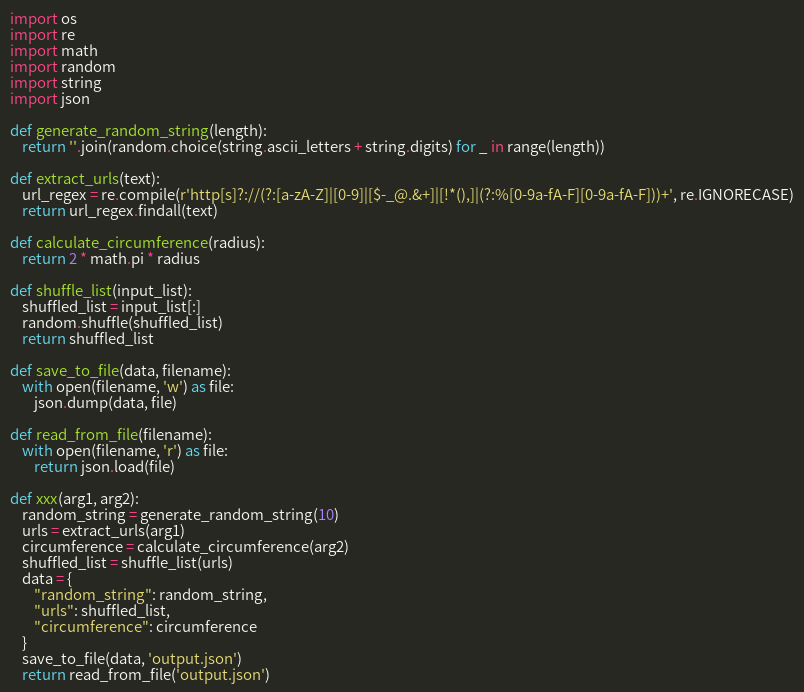 import os
import re
import math
import random
import string
import json

def generate_random_string(length):
    return ''.join(random.choice(string.ascii_letters + string.digits) for _ in range(length))

def extract_urls(text):
    url_regex = re.compile(r'http[s]?://(?:[a-zA-Z]|[0-9]|[$-_@.&+]|[!*(),]|(?:%[0-9a-fA-F][0-9a-fA-F]))+', re.IGNORECASE)
    return url_regex.findall(text)

def calculate_circumference(radius):
    return 2 * math.pi * radius

def shuffle_list(input_list):
    shuffled_list = input_list[:]
    random.shuffle(shuffled_list)
    return shuffled_list

def save_to_file(data, filename):
    with open(filename, 'w') as file:
        json.dump(data, file)

def read_from_file(filename):
    with open(filename, 'r') as file:
        return json.load(file)

def xxx(arg1, arg2):
    random_string = generate_random_string(10)
    urls = extract_urls(arg1)
    circumference = calculate_circumference(arg2)
    shuffled_list = shuffle_list(urls)
    data = {
        "random_string": random_string,
        "urls": shuffled_list,
        "circumference": circumference
    }
    save_to_file(data, 'output.json')
    return read_from_file('output.json')